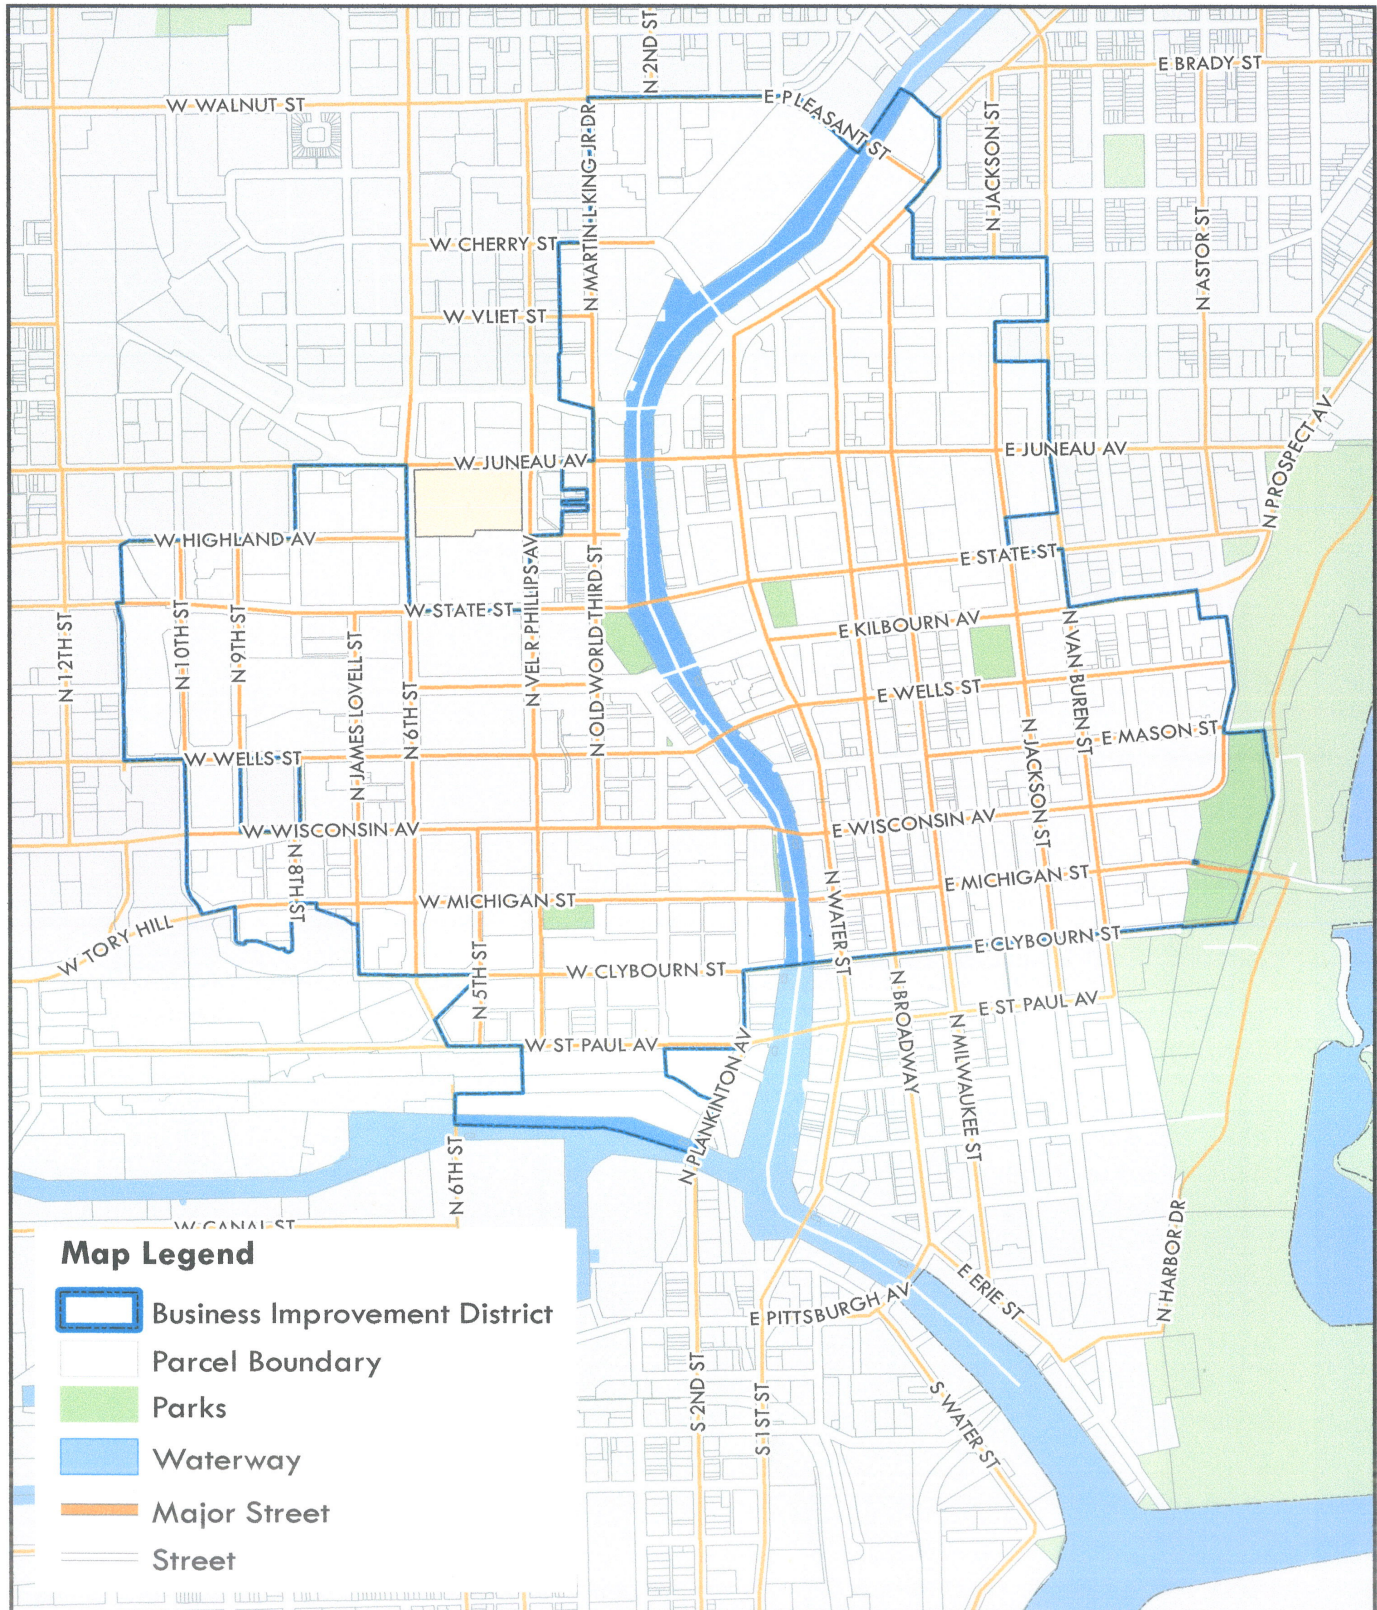 N 2ND ST
E BRADY ST
W WALNUT ST
E PLEASANT ST
N JACKSON ST
N MARTIN L KING JR DR
N ASTOR ST
W CHERRY ST
W VLIET ST
N PROSPECT AV
W JUNEAU AV
E JUNEAU AV
W HIGHLAND AV
E STATE ST
N VEL R PHILLIPS AV
N OLD WORLD THIRD ST
W STATE ST
N 12TH ST
N 10TH ST
N 9TH ST
N JAMES LOVELL ST
N 6TH ST
E KILBOURN AV
N VAN BUREN ST
E WELLS ST
N JACKSON ST
E MASON ST
W WELLS ST
W WISCONSIN AV
E WISCONSIN AV
N 8TH ST
N WATER ST
E MICHIGAN ST
W MICHIGAN ST
W TORY HILL
E CLYBOURN ST
N 5TH ST
W CLYBOURN ST
N BROADWAY
E ST PAUL AV
N MILWAUKEE ST
W ST PAUL AV
N PLANKINTON AV
N 6TH ST
W CANAL ST
N HARBOR DR
E ERIE ST
E PITTSBURGH AV
S 2ND ST
S 1ST ST
S WATER ST
Map Legend
Business Improvement District
Parcel Boundary
Parks
Waterway
Major Street
Street